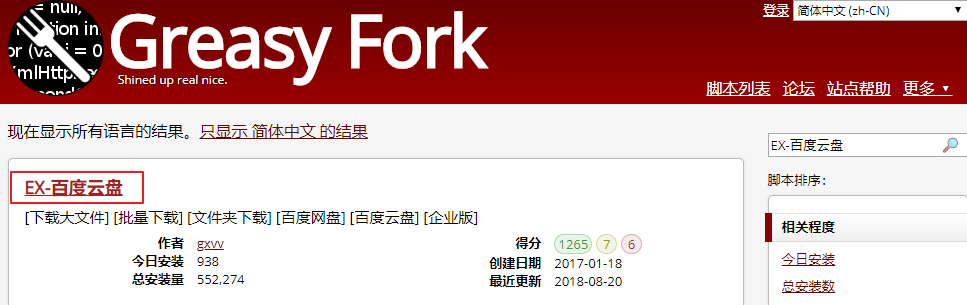 = null,
tion in
or (va i = 0
XmlHttp
登录 简体中文 (zh-CN)
Greasy Fork
Shined up real nice.
脚本列表 论坛 站点帮助 更多 ▼
现在显示所有语言的结果。只显示 简体中文 的结果
EX-百度云盘
脚本排序：
EX-百度云盘
[下载大文件] [批量下载] [文件夹下载] [百度网盘] [百度云盘] [企业版]
作者 gxvv
今日安装 938
总安装量 552,274
得分 1265 7 6
创建日期 2017-01-18
最近更新 2018-08-20
相关程度
今日安装
总安装数